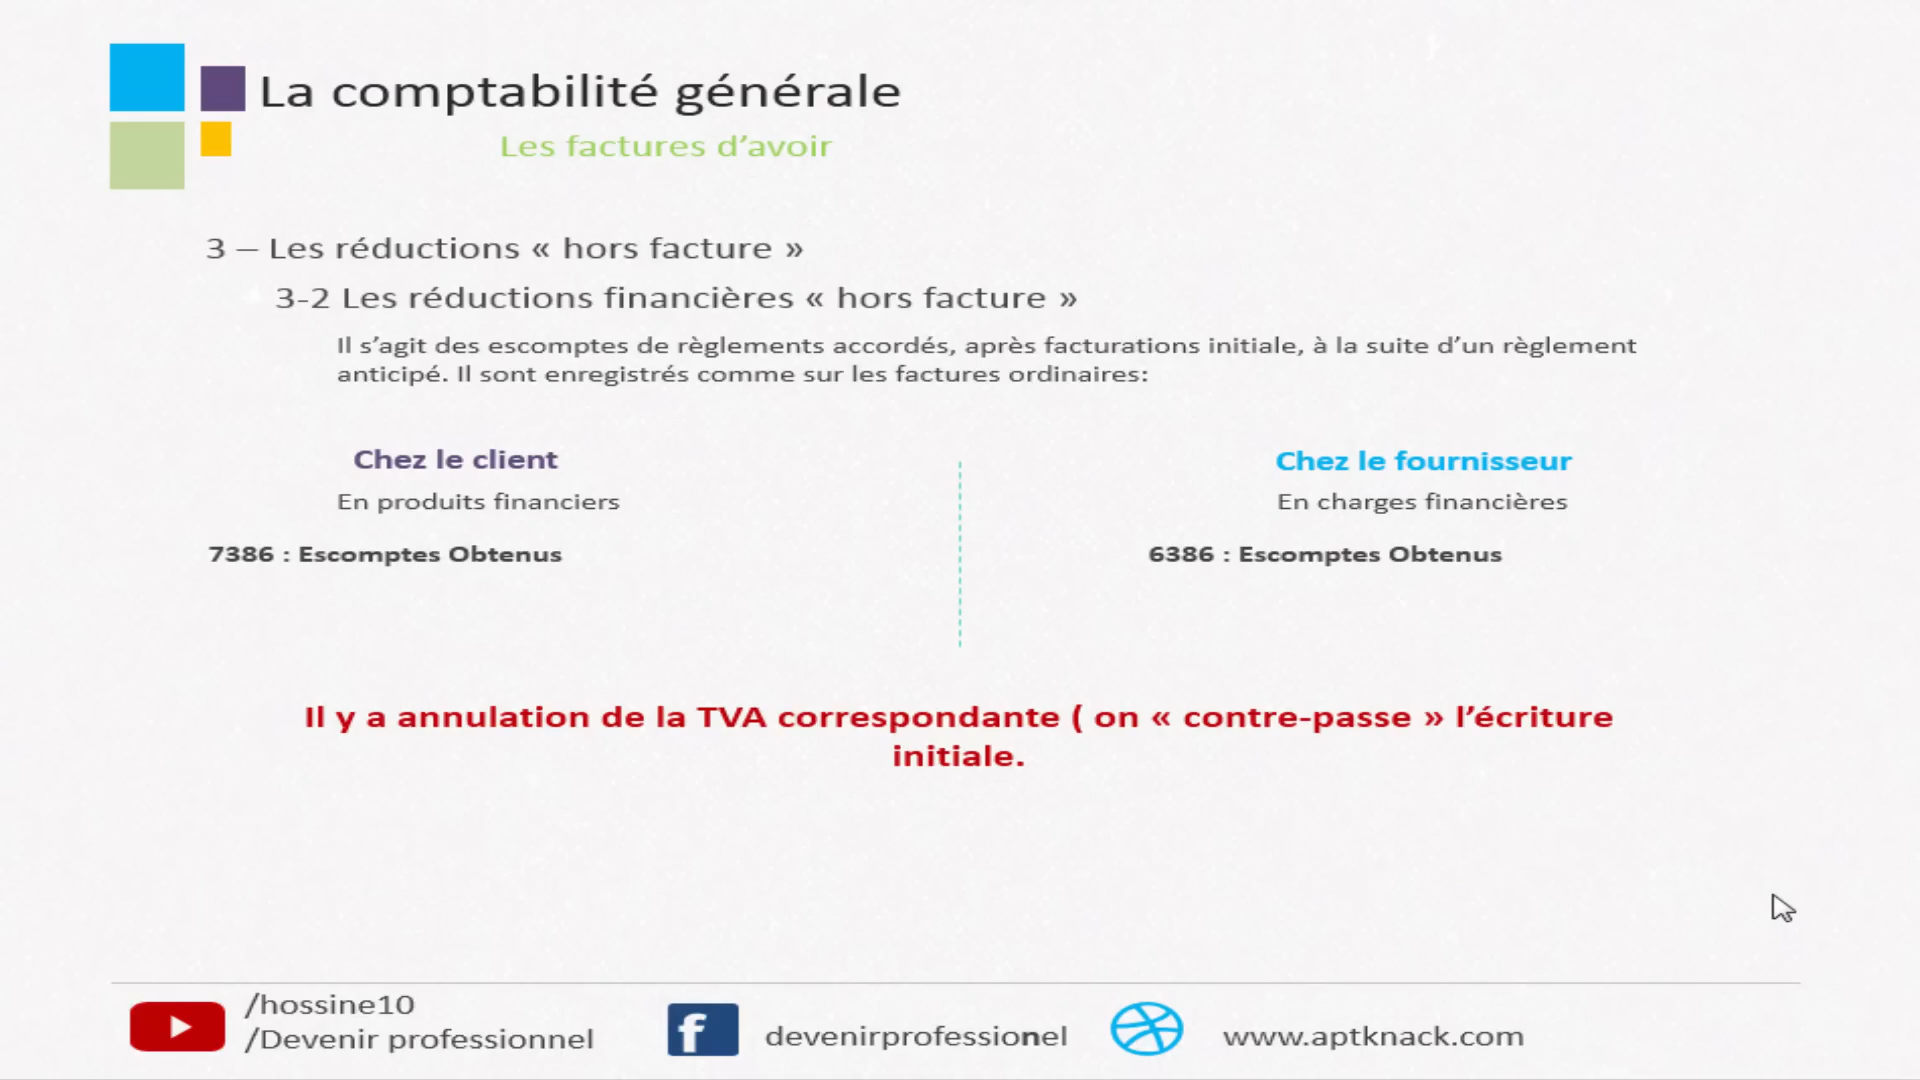 La comptabilité générale
Les factures d’avoir
3 – Les réductions « hors facture »
3-2 Les réductions financières « hors facture »
Il s’agit des escomptes de règlements accordés, après facturations initiale, à la suite d’un règlement
anticipé. Il sont enregistrés comme sur les factures ordinaires:
Chez le client
En produits financiers
7386 : Escomptes Obtenus
Chez le fournisseur
En charges financières
6386 : Escomptes Obtenus
Il y a annulation de la TVA correspondante ( on « contre-passe » l’écriture
initiale.
/hossine10
/Devenir professionnel
f
devenirprofessionel
www.aptknack.com